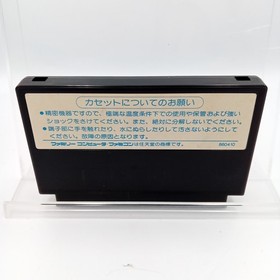 カセットについてのお願い
●精密機器ですので、極端な温度条件下での使用や保管および強い
ショックをさけてください。また、絶対に分解しないでください。
●端子部に手を触れたり、水にぬらしたりして汚さないようにして
ください。故障の原因となります。
ファミリーコンピュータ・ファミコンは任天堂の商標です。